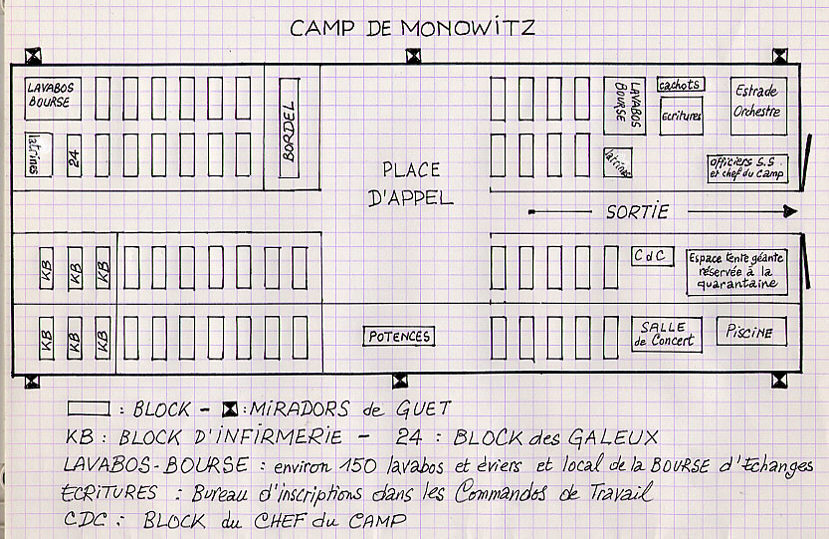 CAMP DE MONOWITZ
LAVABOS
BOURSE
BORDEL
LAVABOS
BOURSE
cachots
Ecritures
Estrade
Orchestre
latrines
24
PLACE
D'APPEL
latrines
officiers S.S.
et chef du camp
SORTIE
KB
KB
KB
C d C
Espace tente géante
réservée à la
quarantaine
KB
KB
KB
POTENCES
SALLE
de Concert
PISCINE
: BLOCK - : MIRADORS de GUET
KB : BLOCK D'INFIRMERIE - 24 : BLOCK des GALEUX
LAVABOS-BOURSE : environ 150 lavabos et éviers et local de la BOURSE d'Echanges
ECRITURES : Bureau d'inscriptions dans les Commandos de Travail
CDC : BLOCK du CHEF du CAMP